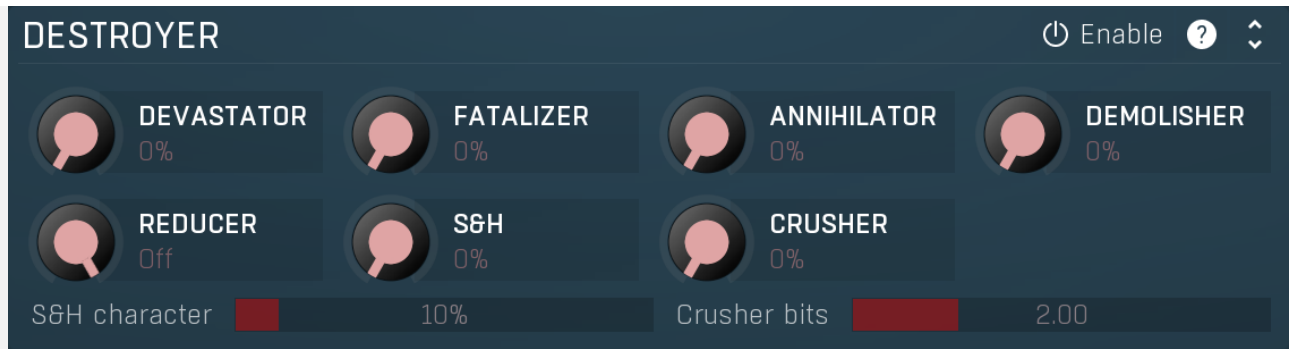 DESTROYER Enable ?
DEVASTATOR FATALIZER ANNIHILATOR DEMOLISHER
0% 0% 0% 0%
REDUCER S&H CRUSHER
Off 0% 0%
S&H character 10% Crusher bits 2.00